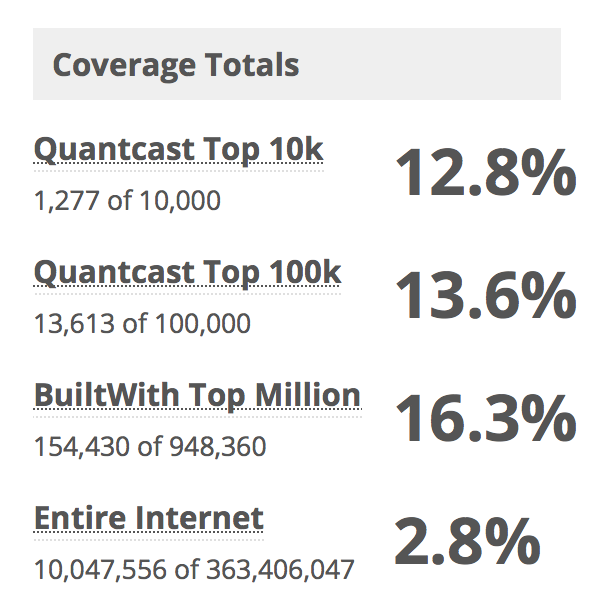 Coverage Totals
Quantcast Top 10k
12.8%
1,277 of 10,000
Quantcast Top 100k
13.6%
13,613 of 100,000
BuiltWith Top Million
16.3%
154,430 of 948,360
Entire Internet
2.8%
10,047,556 of 363,406,047